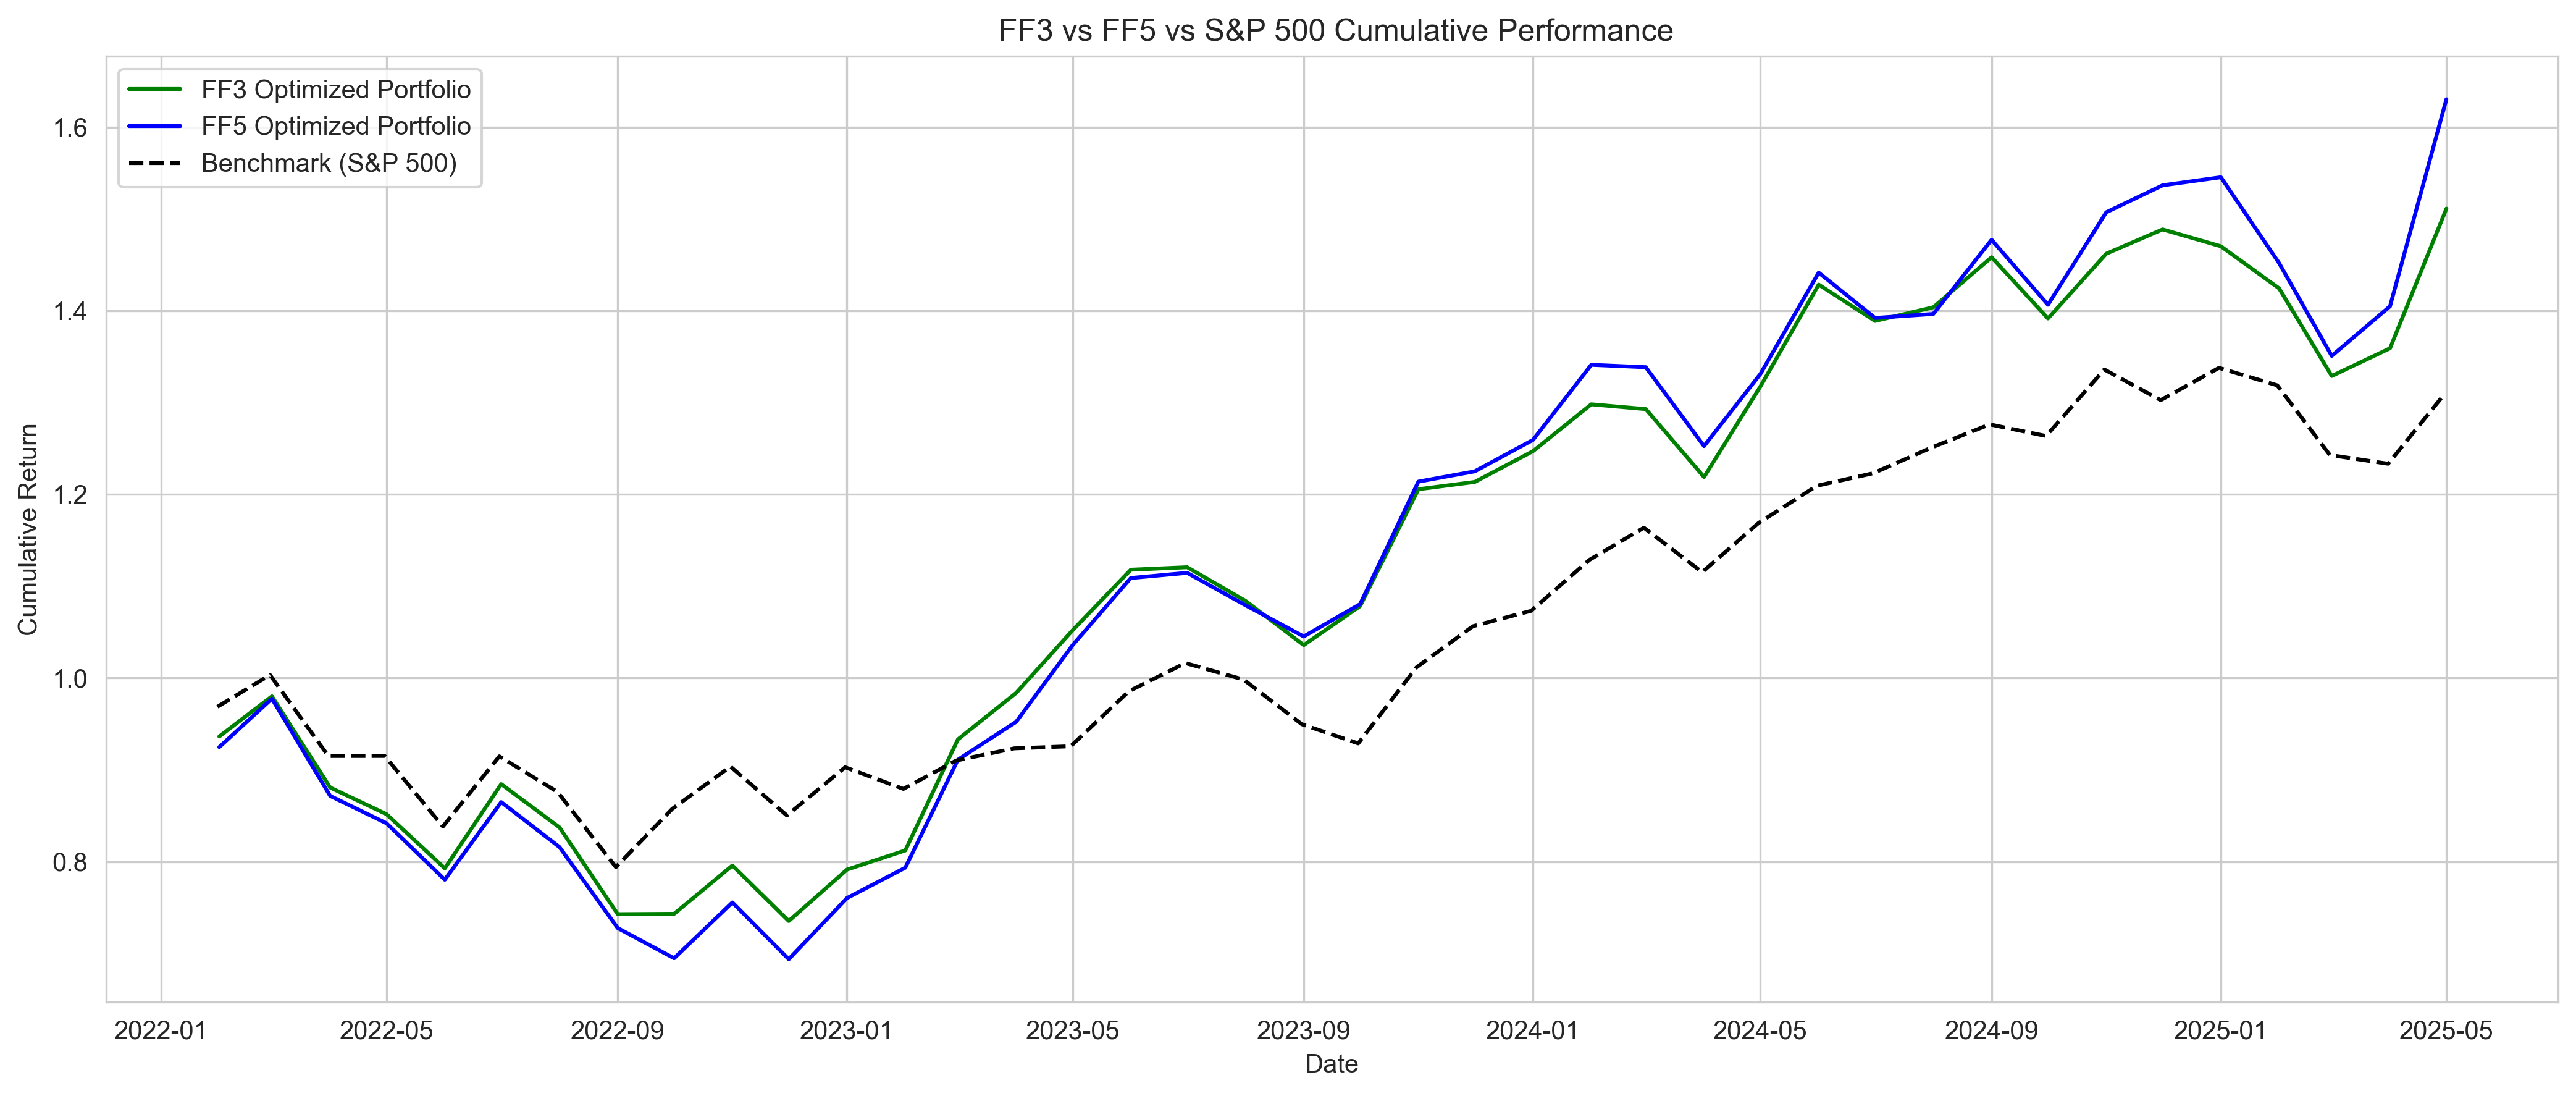 FF3 vs FF5 vs S&P 500 Cumulative Performance
FF3 Optimized Portfolio
FF5 Optimized Portfolio
Benchmark (S&P 500)
Cumulative Return
1.6
1.4
1.2
1.0
0.8
2022-01 2022-05 2022-09 2023-01 2023-05 2023-09 2024-01 2024-05 2024-09 2025-01 2025-05
Date